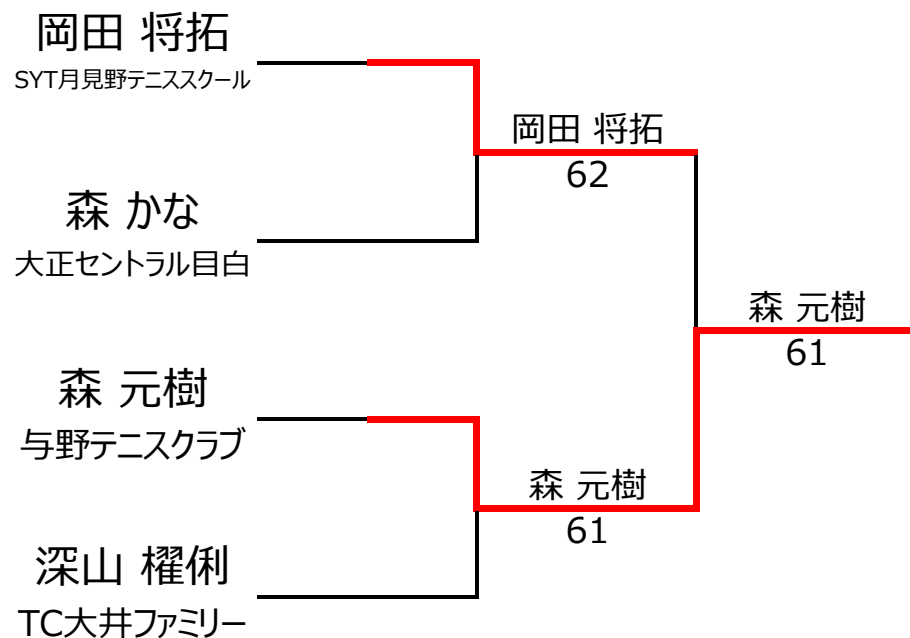 岡田 将拓
SYT月見野テニススクール
岡田 将拓
62
森 かな
大正セントラル目白
森 元樹
61
森 元樹
与野テニスクラブ
森 元樹
61
深山 櫂俐
TC大井ファミリー